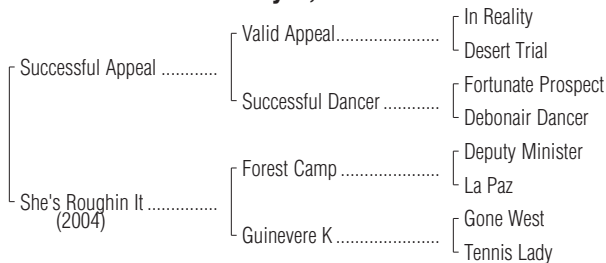 In Reality
Valid Appeal....................
Desert Trial
Successful Appeal ............
Fortunate Prospect
Successful Dancer ............
Debonair Dancer
Deputy Minister
Forest Camp ....................
La Paz
She's Roughin It ...............
(2004)
Gone West
Guinevere K .....................
Tennis Lady